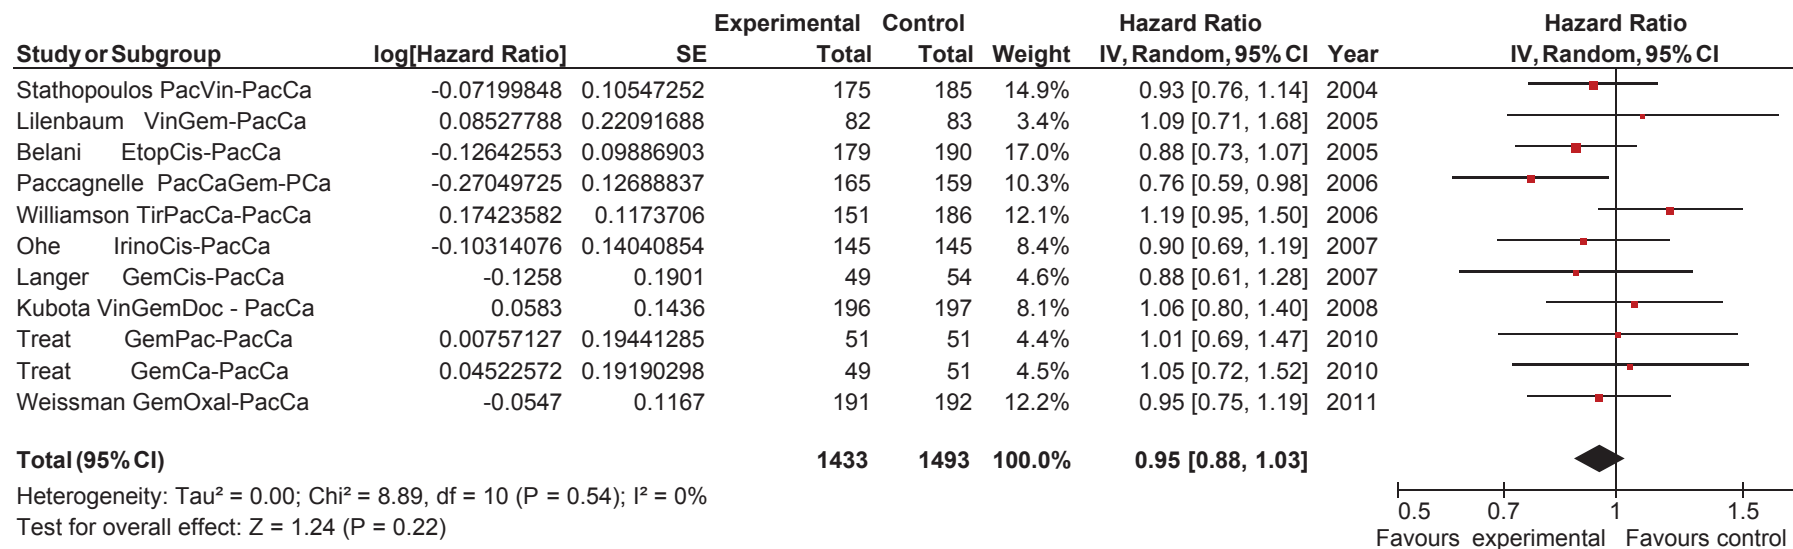 Experimental Control Hazard Ratio Hazard Ratio
Study or Subgroup log[Hazard Ratio] SE Total Total Weight IV, Random, 95% CI Year IV, Random, 95% CI
Stathopoulos PacVin-PacCa -0.07199848 0.10547252 175 185 14.9% 0.93 [0.76, 1.14] 2004
Lilenbaum VinGem-PacCa 0.08527788 0.22091688 82 83 3.4% 1.09 [0.71, 1.68] 2005
Belani EtopCis-PacCa -0.12642553 0.09886903 179 190 17.0% 0.88 [0.73, 1.07] 2005
Paccagnelle PacCaGem-PCa -0.27049725 0.12688837 165 159 10.3% 0.76 [0.59, 0.98] 2006
Williamson TirPacCa-PacCa 0.17423582 0.1173706 151 186 12.1% 1.19 [0.95, 1.50] 2006
Ohe IrinoCis-PacCa -0.10314076 0.14040854 145 145 8.4% 0.90 [0.69, 1.19] 2007
Langer GemCis-PacCa -0.1258 0.1901 49 54 4.6% 0.88 [0.61, 1.28] 2007
Kubota VinGemDoc - PacCa 0.0583 0.1436 196 197 8.1% 1.06 [0.80, 1.40] 2008
Treat GemPac-PacCa 0.00757127 0.19441285 51 51 4.4% 1.01 [0.69, 1.47] 2010
Treat GemCa-PacCa 0.04522572 0.19190298 49 51 4.5% 1.05 [0.72, 1.52] 2010
Weissman GemOxal-PacCa -0.0547 0.1167 191 192 12.2% 0.95 [0.75, 1.19] 2011
Total (95% CI) 1433 1493 100.0% 0.95 [0.88, 1.03]
Heterogeneity: Tau² = 0.00; Chi² = 8.89, df = 10 (P = 0.54); I² = 0%
Test for overall effect: Z = 1.24 (P = 0.22)
0.5 0.7 1 1.5
Favours experimental Favours control